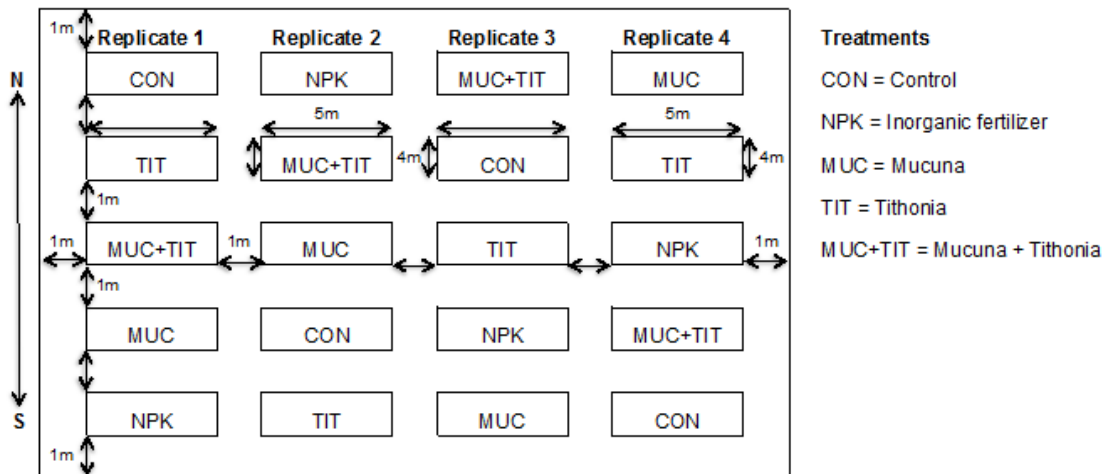 1m
Replicate 1 Replicate 2 Replicate 3 Replicate 4 Treatments
N CON NPK MUC+TIT MUC CON = Control
5m 5m NPK = Inorganic fertilizer
TIT MUC+TIT 4m CON TIT 4m MUC = Mucuna
1m TIT = Tithonia
1m MUC+TIT 1m MUC TIT NPK 1m MUC+TIT = Mucuna + Tithonia
1m
MUC CON NPK MUC+TIT
S NPK TIT MUC CON
1m